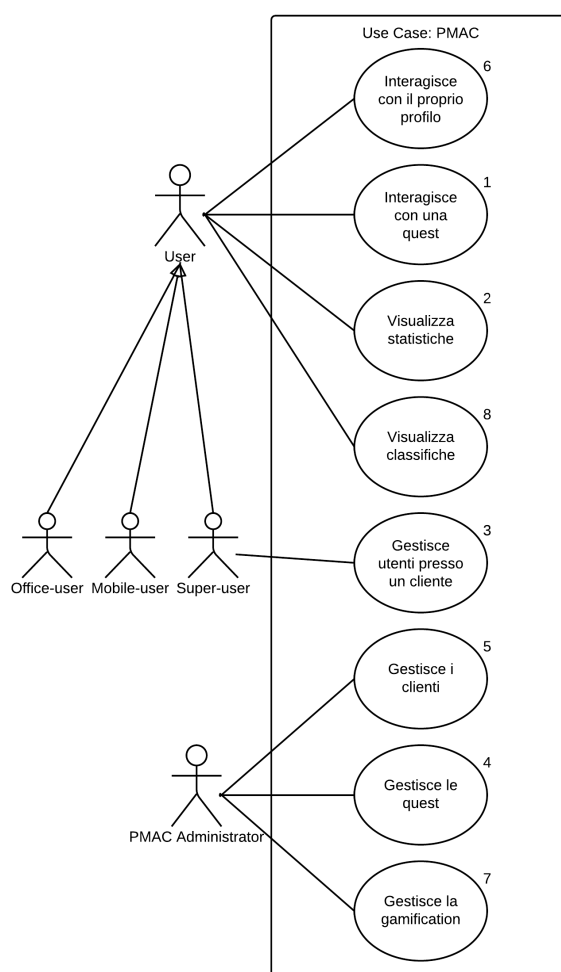 Use Case: PMAC
6
Interagisce
con il proprio
profilo
1
Interagisce
con una
quest
User
2
Visualizza
statistiche
8
Visualizza
classifiche
3
Gestisce
utenti presso
un cliente
Office-user
Mobile-user
Super-user
5
Gestisce i
clienti
4
Gestisce le
quest
PMAC Administrator
7
Gestisce la
gamification